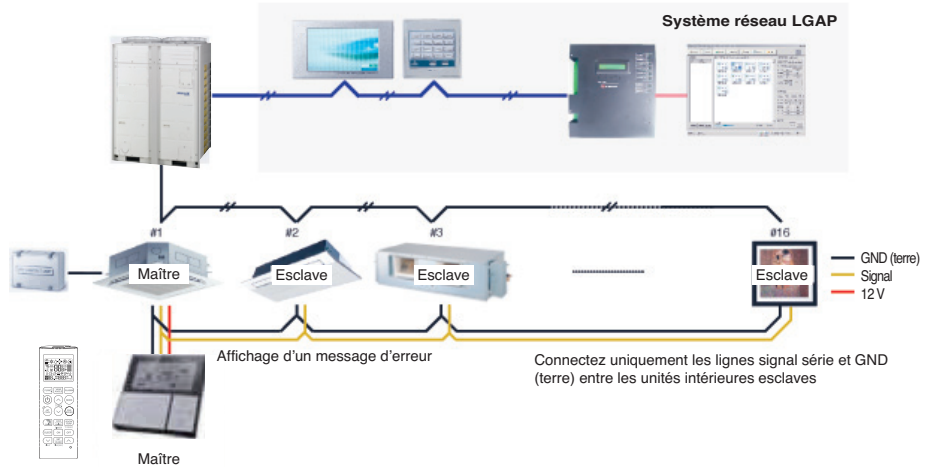 Système réseau LGAP
#1
#2
#3
#16
Maître
Esclave
Esclave
Esclave
GND (terre)
Signal
12 V
Affichage d'un message d'erreur
Connectez uniquement les lignes signal série et GND
(terre) entre les unités intérieures esclaves
Maître